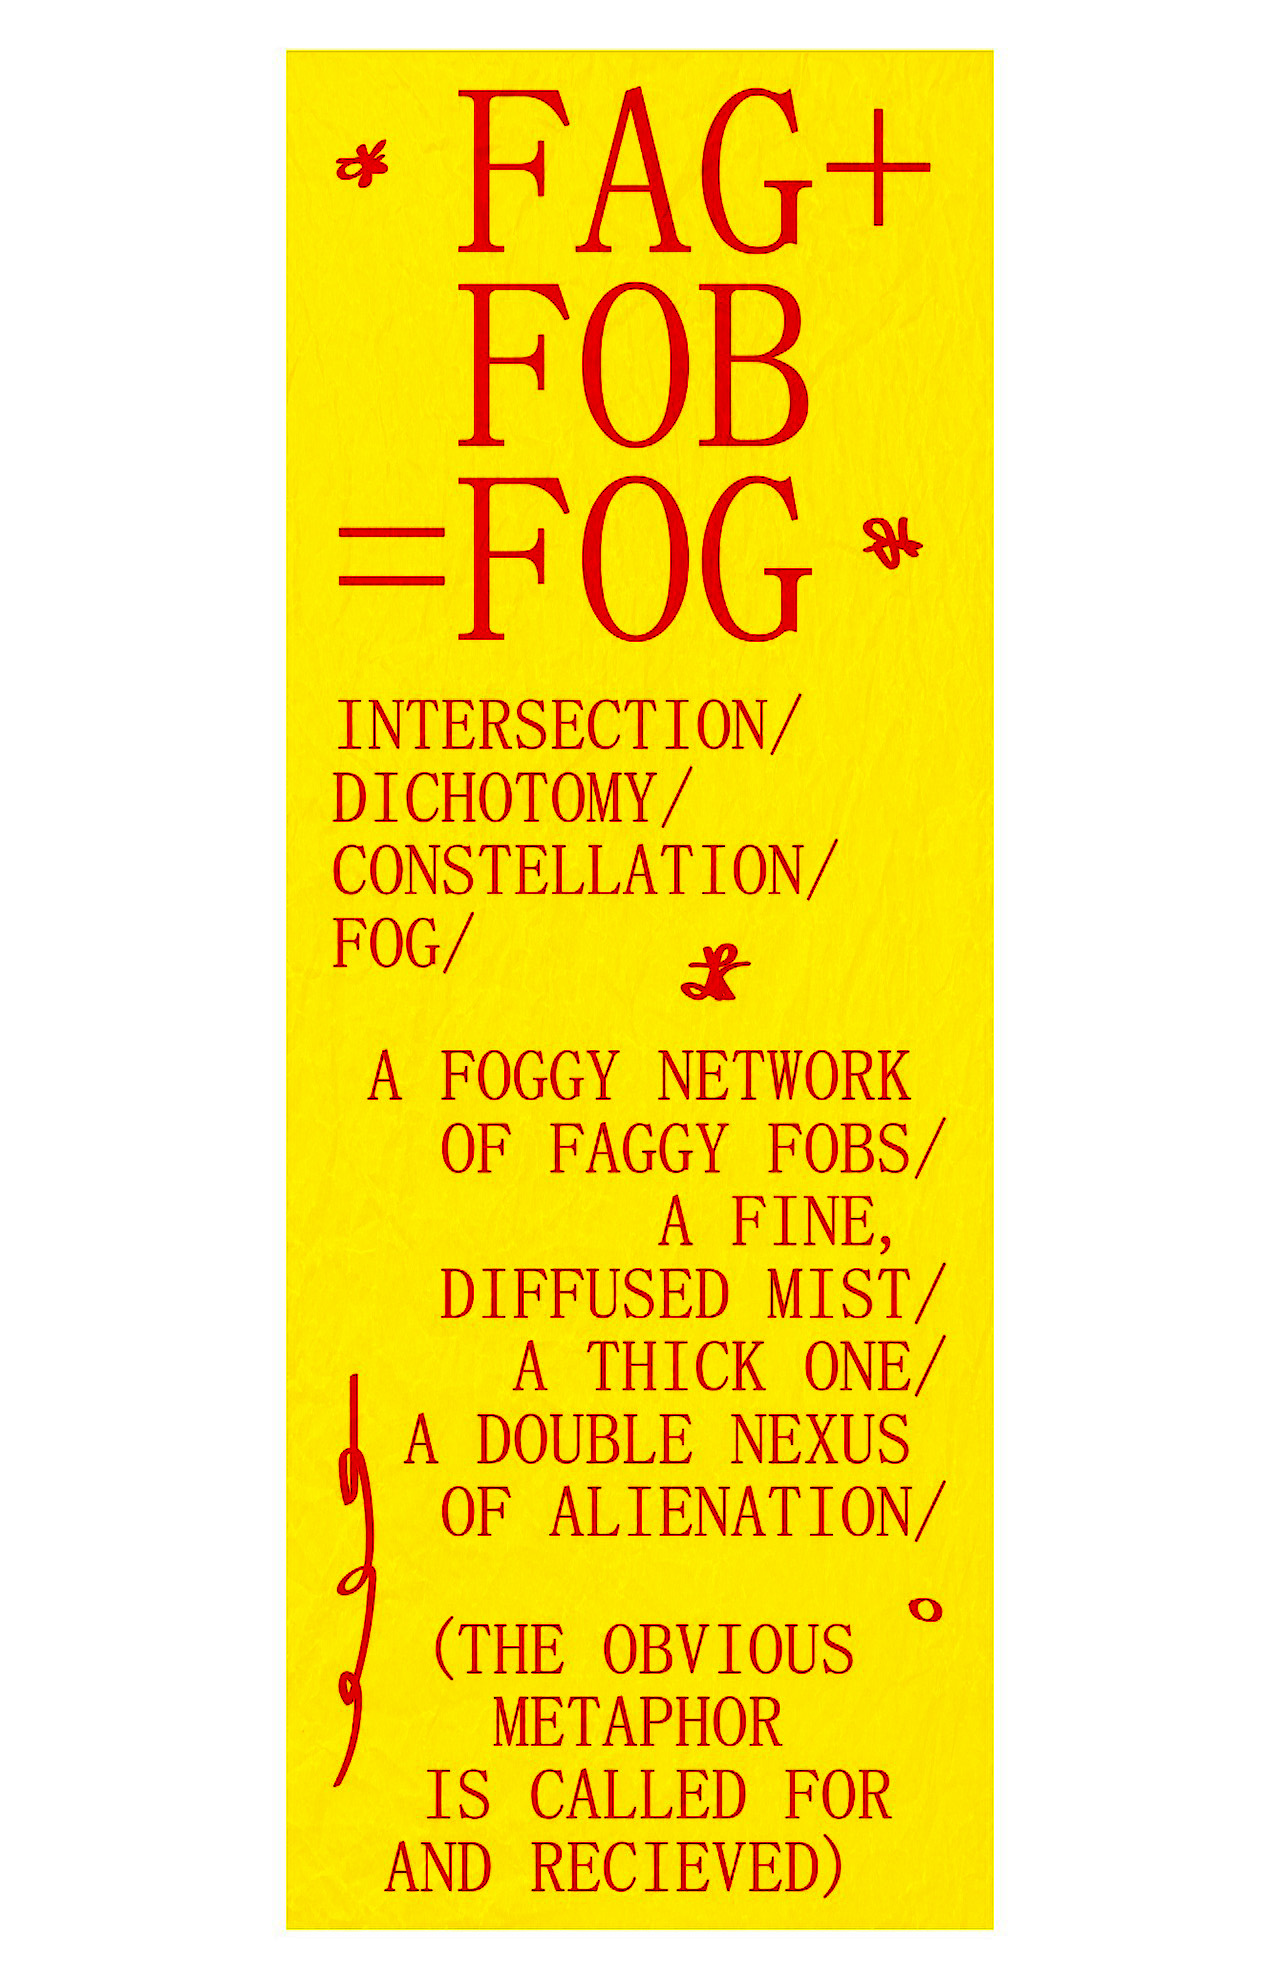 FAG+
FOB
=FOG
INTERSECTION/
DICHOTOMY/
CONSTELLATION/
FOG/
A FOGGY NETWORK
OF FAGGY FOBS/
A FINE,
DIFFUSED MIST/
A THICK ONE/
A DOUBLE NEXUS
OF ALIENATION/
(THE OBVIOUS
METAPHOR
IS CALLED FOR
AND RECIEVED)